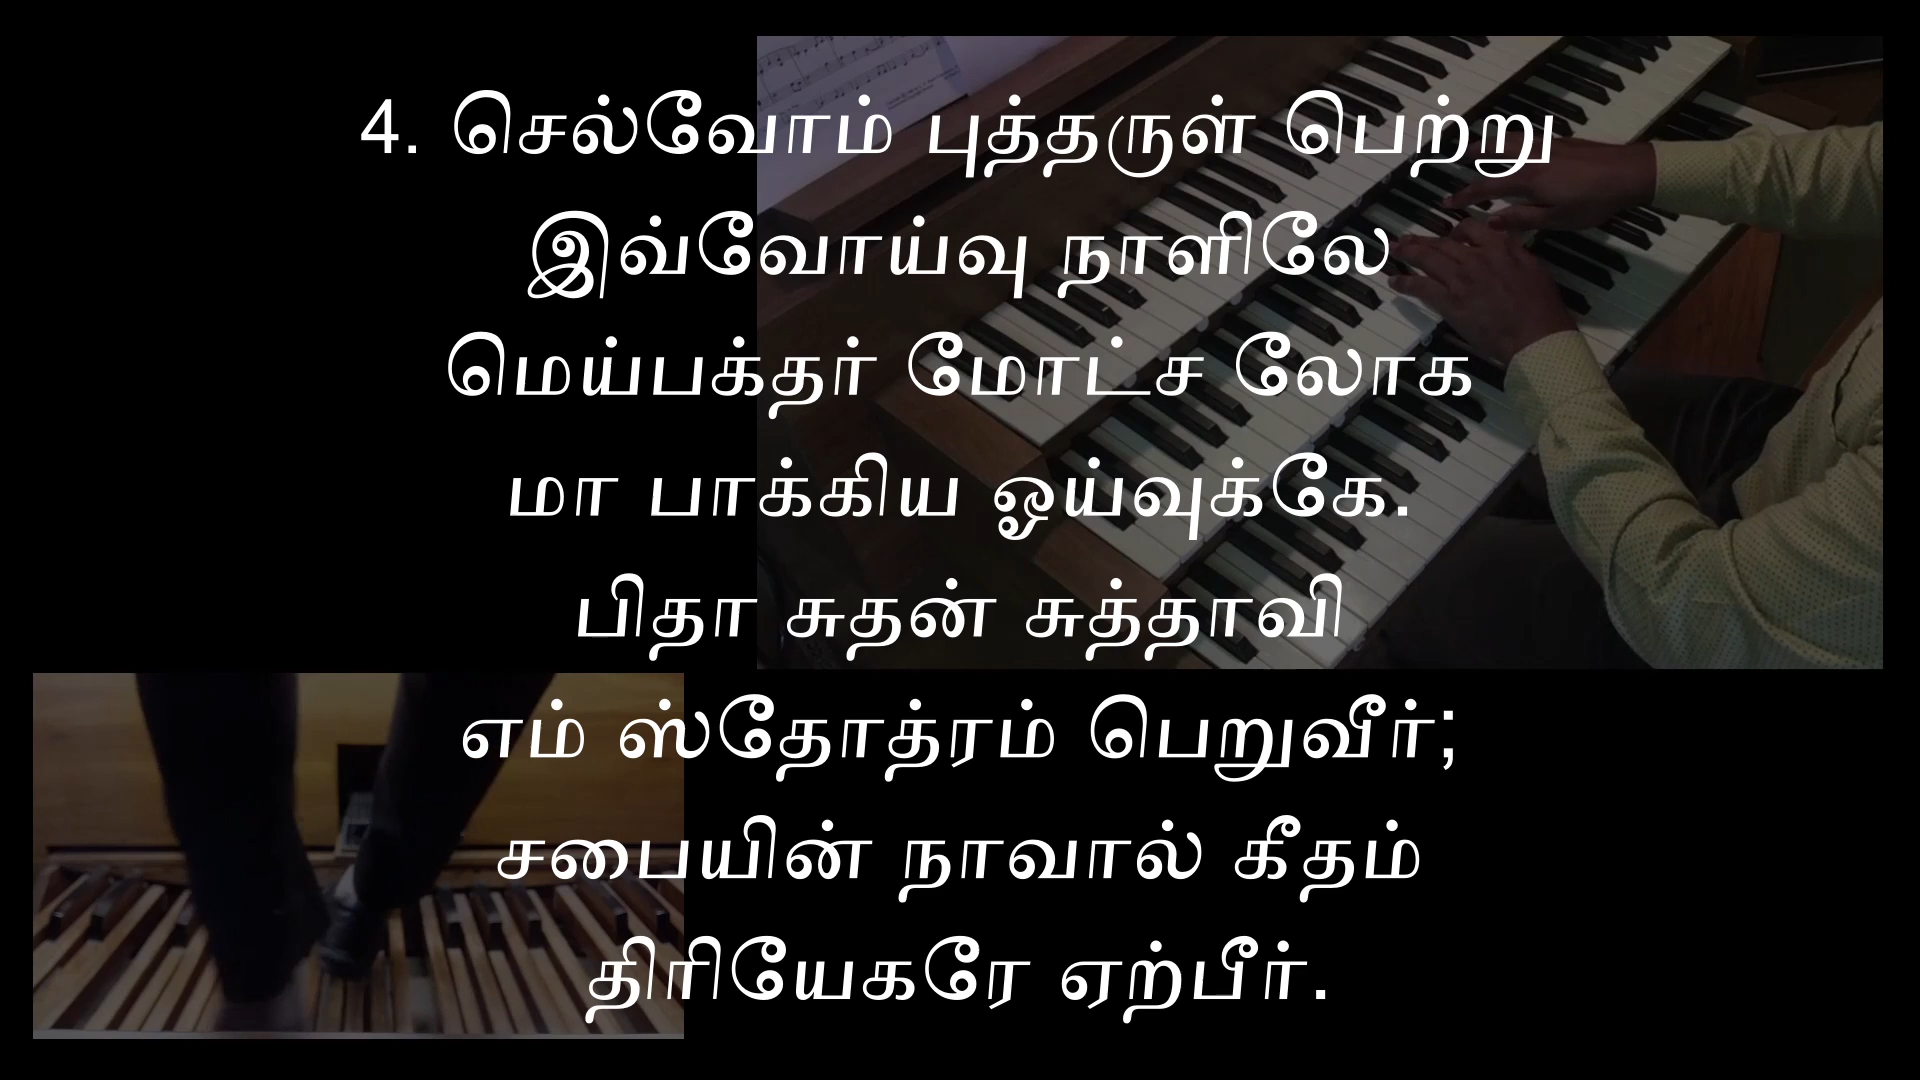 4. செல்வோம் புத்தருள் பெற்று
இவ்வோய்வு நாளிலே
மெய்பக்தர் மோட்ச லோக
மா பாக்கிய ஓய்வுக்கே.
பிதா சுதன் சுத்தாவி
எம் ஸ்தோத்ரம் பெறுவீர்;
சபையின் நாவால் கீதம்
திரியேகரே ஏற்பீர்.